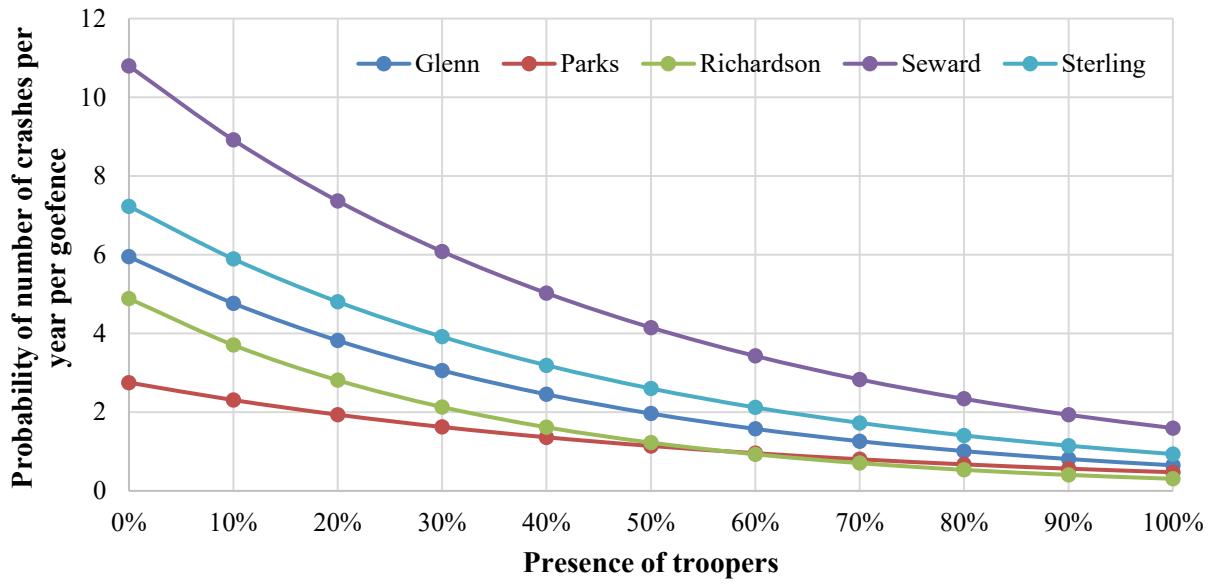 Probability of number of crashes per
year per goefence
12
10
8
6
4
2
0
Glenn Parks Richardson Seward Sterling
0% 10% 20% 30% 40% 50% 60% 70% 80% 90% 100%
Presence of troopers